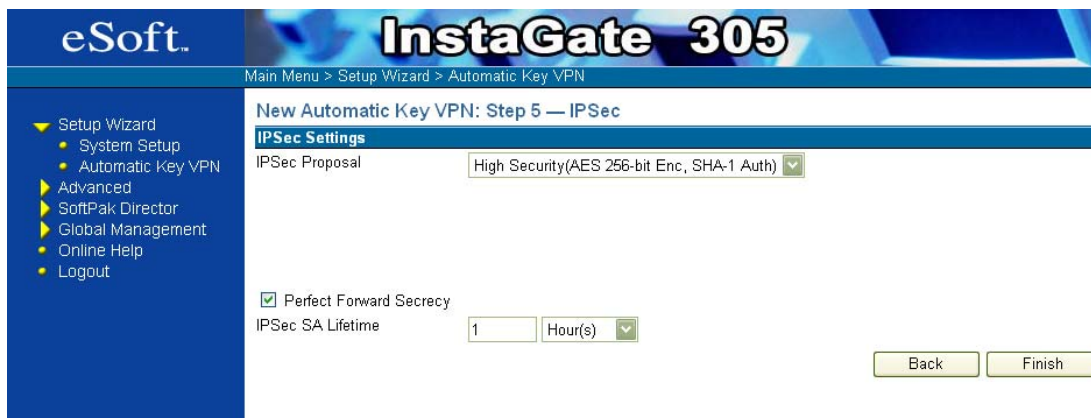 eSoft.
InstaGate 305
Main Menu > Setup Wizard > Automatic Key VPN
Setup Wizard
System Setup
Automatic Key VPN
Advanced
SoftPak Director
Global Management
Online Help
Logout
New Automatic Key VPN: Step 5 — IPSec
IPSec Settings
IPSec Proposal High Security(AES 256-bit Enc, SHA-1 Auth)
Perfect Forward Secrecy
IPSec SA Lifetime 1 Hour(s)
Back Finish